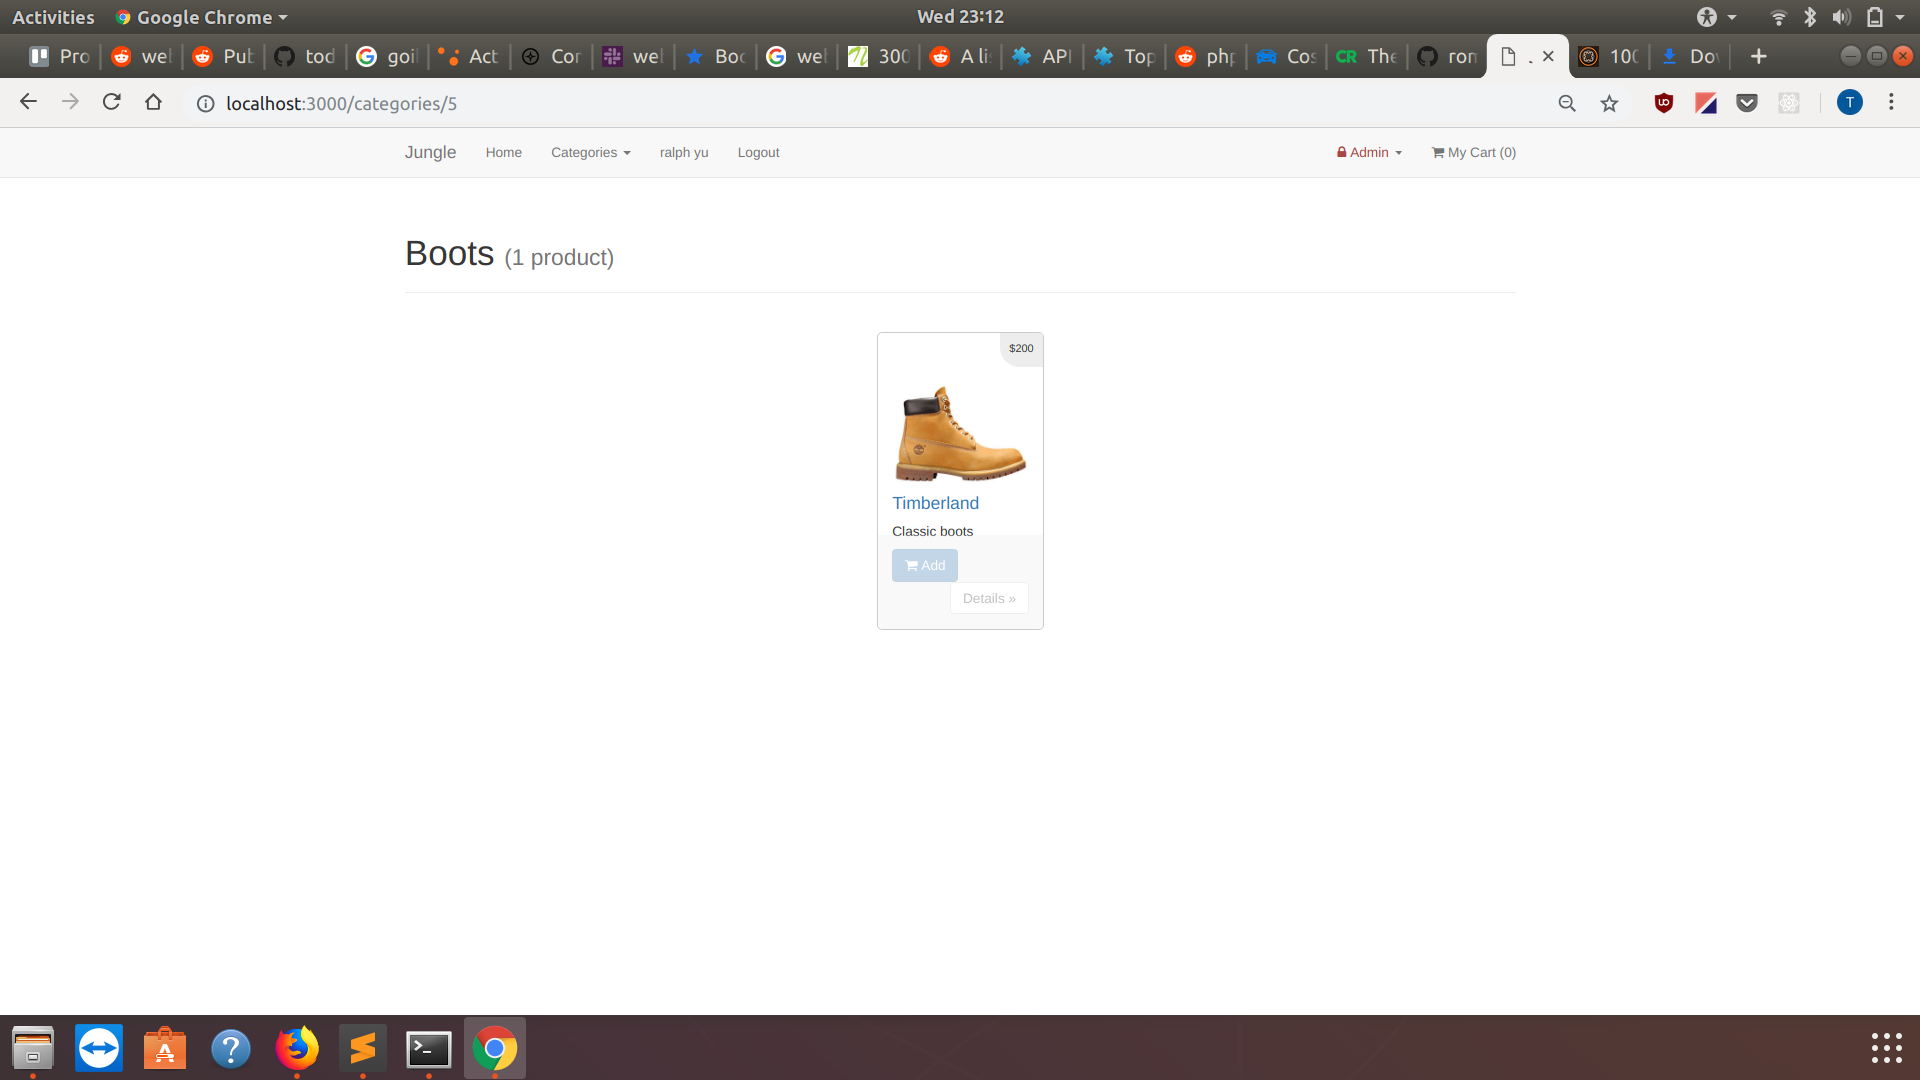 Activities Google Chrome Wed 23:12
Pro wel Pub tod goi Act Cor wel Boo wel 300 A li API Top php Cos CR The ron . 100 Dov
localhost:3000/categories/5 T
Jungle Home Categories ralph yu Logout Admin My Cart (0)
Boots (1 product)
$200
Timberland
Classic boots
Add
Details »